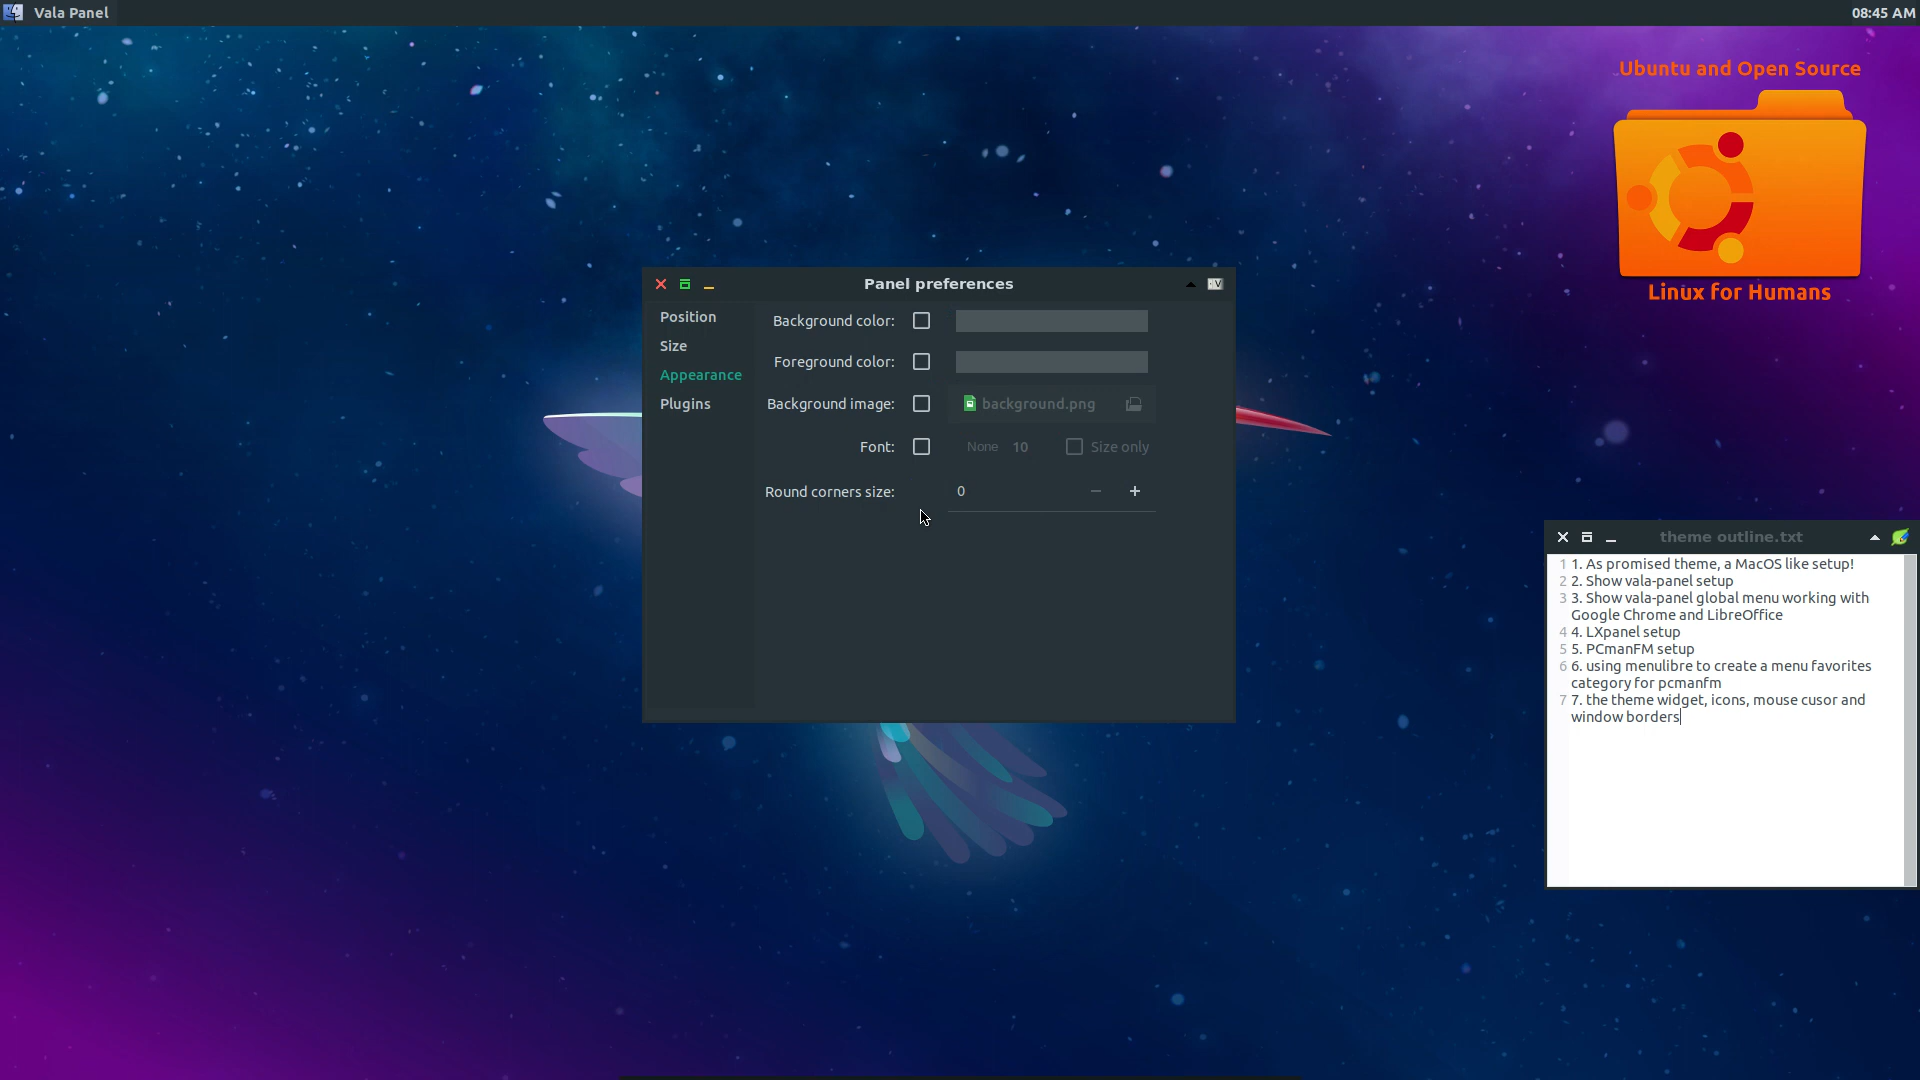 Vala Panel
08:45 AM
Ubuntu and Open Source
Linux for Humans
Panel preferences
V
Position
Size
Appearance
Plugins
Background color:
Foreground color:
Background image:
background.png
Font:
None 10
Size only
Round corners size:
0
theme outline.txt
1 1. As promised theme, a MacOS like setup!
2 2. Show vala-panel setup
3 3. Show vala-panel global menu working with
Google Chrome and LibreOffice
4 4. LXpanel setup
5 5. PCmanFM setup
6 6. using menulibre to create a menu favorites
category for pcmanfm
7 7. the theme widget, icons, mouse cusor and
window borders